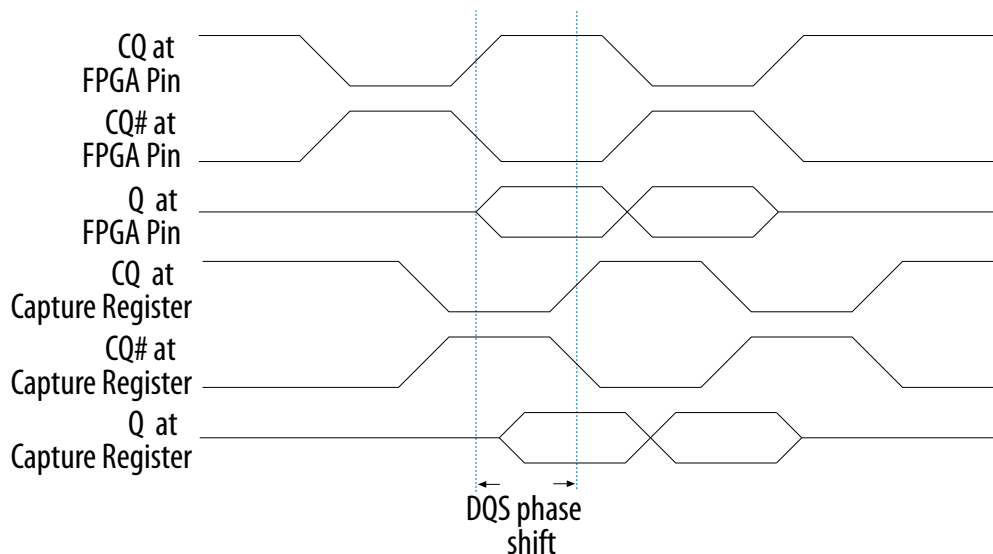 CQ at
FPGA Pin
CQ# at
FPGA Pin
Q at
FPGA Pin
CQ at
Capture Register
CQ# at
Capture Register
Q at
Capture Register
DQS phase
shift